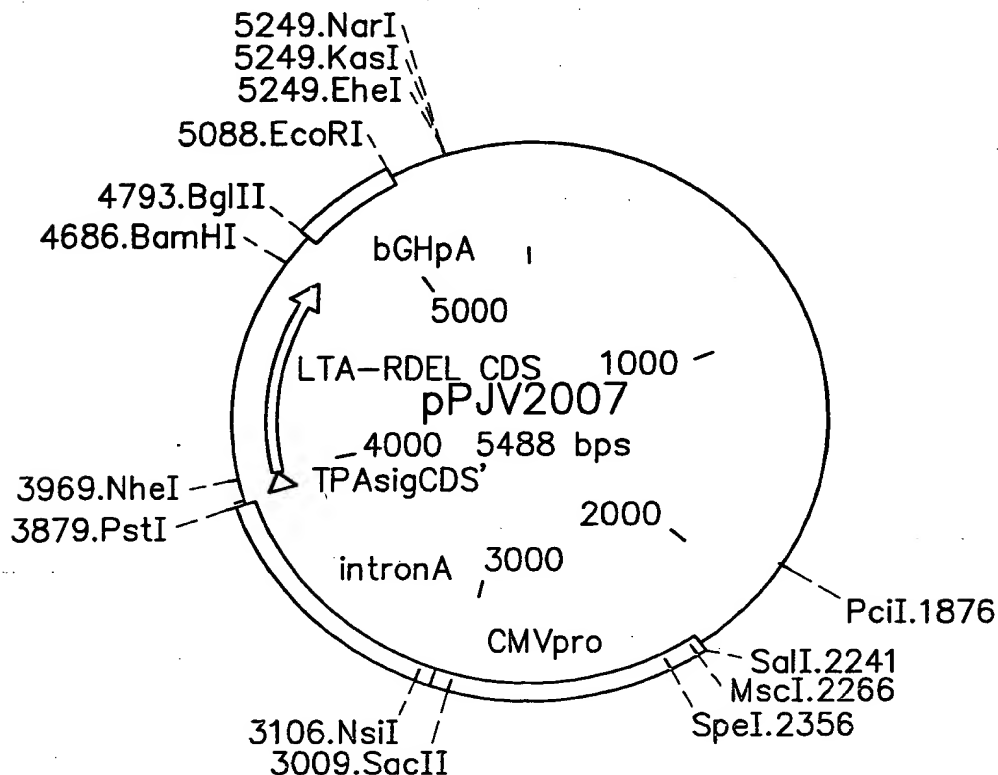 5249.NarI
5249.KasI
5249.EheI
5088.EcoRI
4793.BglII
4686.BamHI
bGHpA
5000
LTA-RDEL CDS
1000
pPJV2007
4000
5488 bps
TPAsigCDS'
3969.NheI
3879.PstI
2000
intronA
3000
PciI.1876
CMVpro
SalI.2241
MscI.2266
SpeI.2356
3106.NsiI
3009.SacII